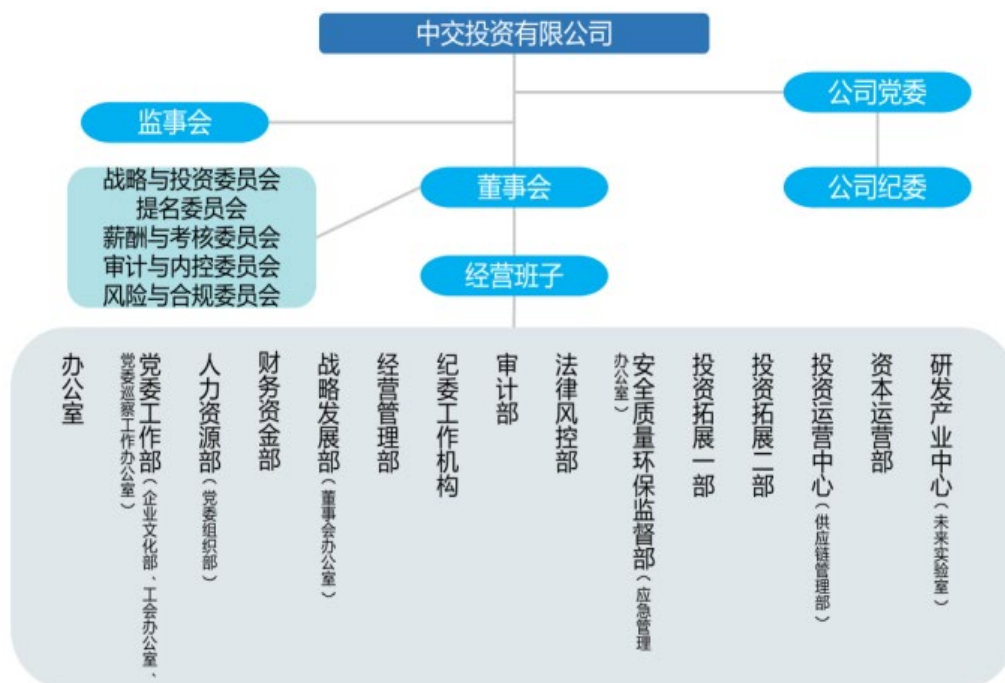 中交投资有限公司
公司党委
监事会
战略与投资委员会
提名委员会
薪酬与考核委员会
审计与内控委员会
风险与合规委员会
董事会
公司纪委
经营班子
办公室
党委工作部（企业文化部、工会办公室、
党委巡察工作办公室）
人力资源部（党委组织部）
财务资金部
战略发展部（董事会办公室）
经营管理部
纪委工作机构
审计部
法律风控部
安全质量环保监督部（应急管理
办公室）
投资拓展一部
投资拓展二部
投资运营中心（供应链管理部）
资本运营部
研发产业中心（未来实验室）